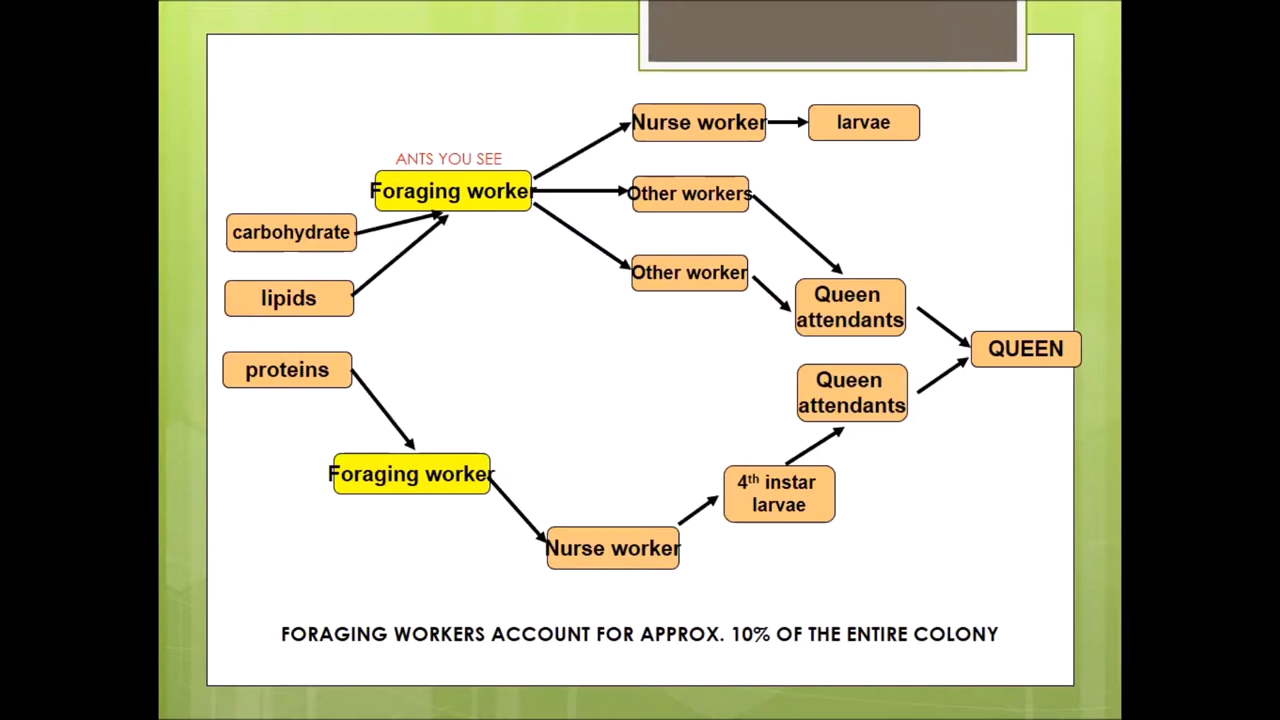 Nurse worker
larvae
ANTS YOU SEE
Foraging worker
Other workers
carbohydrate
Other worker
lipids
Queen
attendants
QUEEN
proteins
Queen
attendants
Foraging worker
4th instar
larvae
Nurse worker
FORAGING WORKERS ACCOUNT FOR APPROX. 10% OF THE ENTIRE COLONY